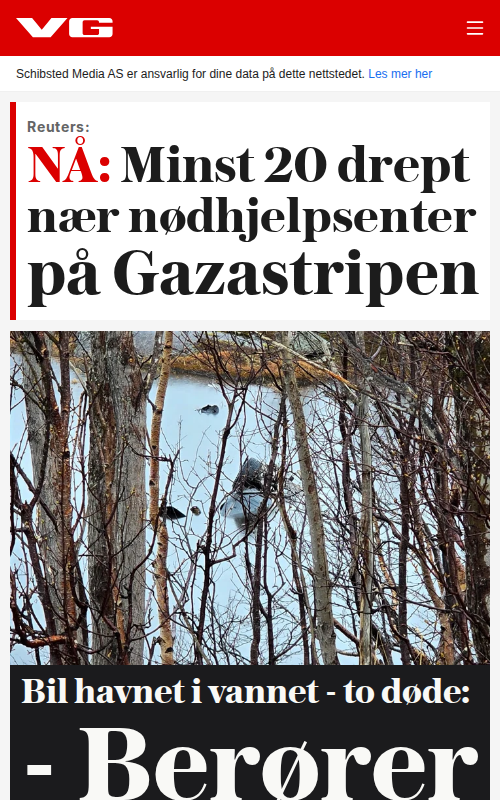 VG
Schibsted Media AS er ansvarlig for dine data på dette nettstedet. Les mer her
Reuters:
NÅ: Minst 20 drept
nær nødhjelpsenter
på Gazastripen
Bil havnet i vannet - to døde:
- Berører